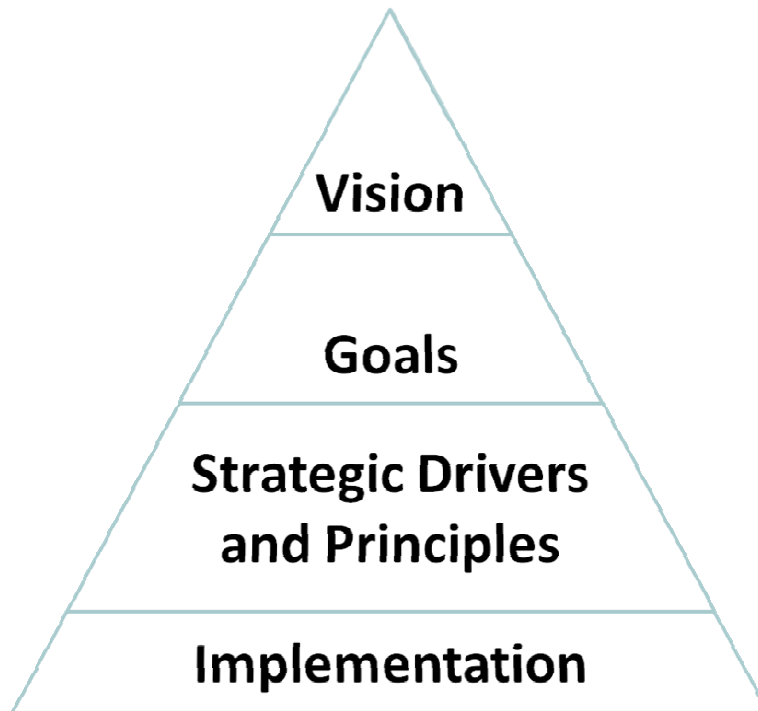 Vision
Goals
Strategic Drivers
and Principles
Implementation